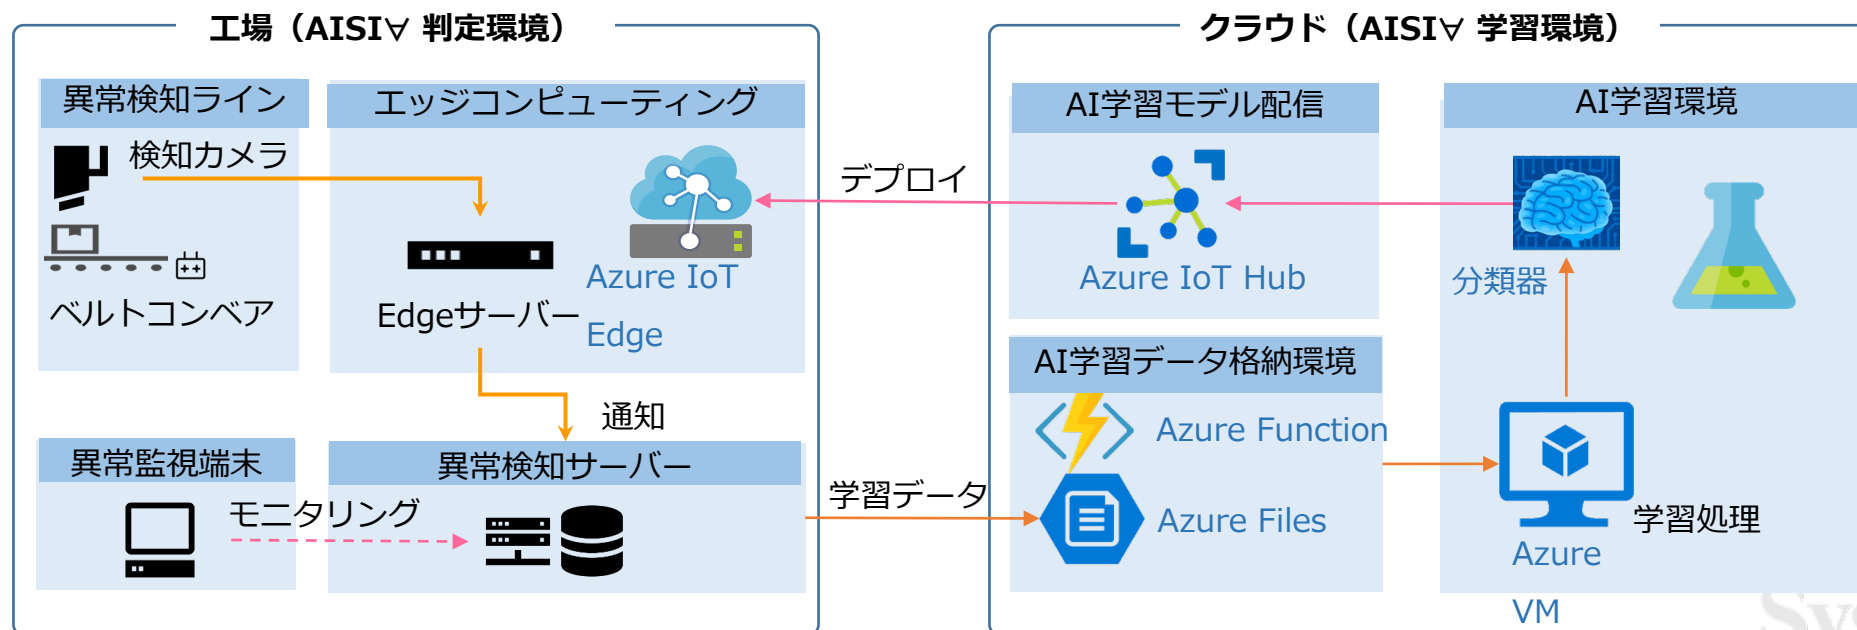 工場（AISI∀ 判定環境）
異常検知ライン
検知カメラ
ベルトコンベア
エッジコンピューティング
Edgeサーバー
Azure IoT
Edge
通知
異常監視端末
モニタリング
異常検知サーバー
デプロイ
学習データ
クラウド（AISI∀ 学習環境）
AI学習モデル配信
Azure IoT Hub
AI学習データ格納環境
Azure Function
Azure Files
AI学習環境
分類器
学習処理
Azure
VM